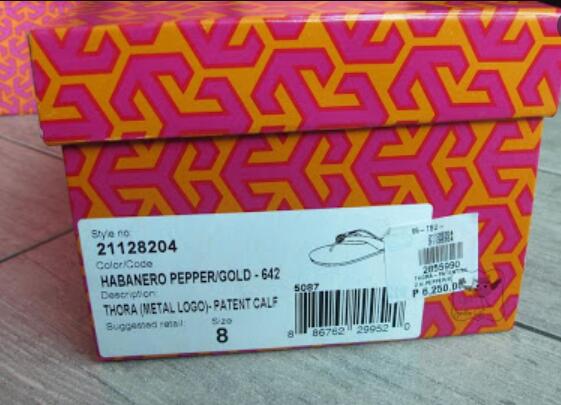 Style no:
21128204
Color/Code
HABANERO PEPPER/GOLD - 642
Description:
THORA (METAL LOGO)- PATENT CALF
Suggested retail:
Size
8
5087
8 86762 29952 0
2055990
₱ 6,250.00